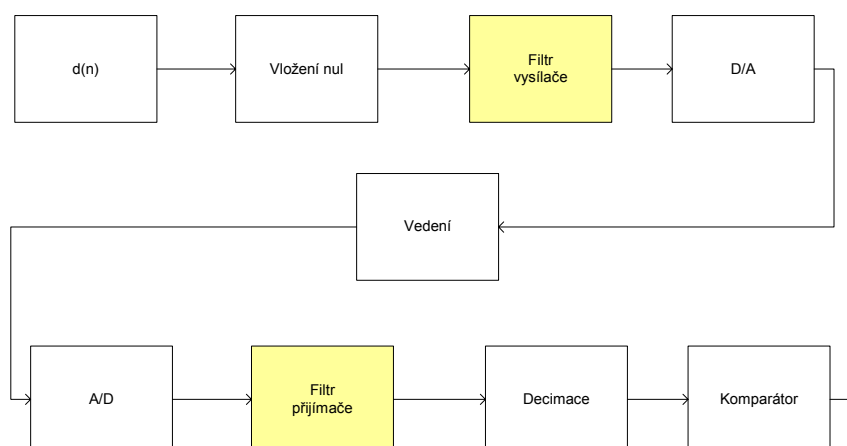 d(n)
Vložení nul
Filtr
vysílače
D/A
Vedení
A/D
Filtr
přijímače
Decimace
Komparátor